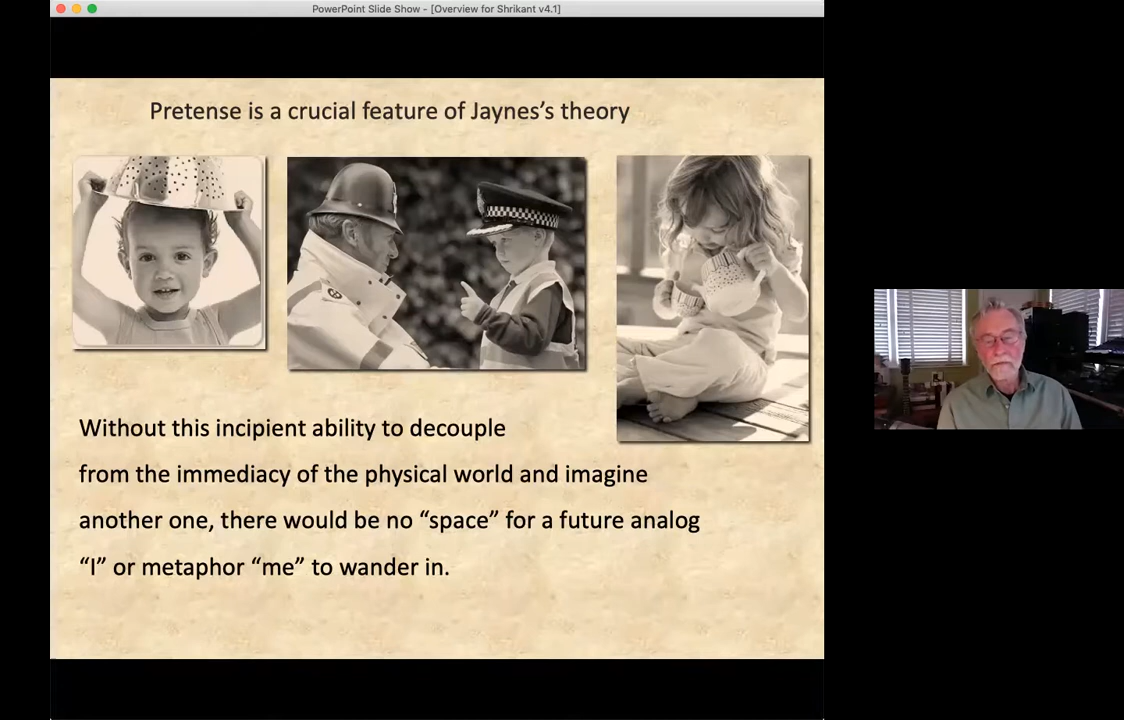 PowerPoint Slide Show - [Overview for Shrikant v4.1]
Pretense is a crucial feature of Jaynes’s theory
Without this incipient ability to decouple
from the immediacy of the physical world and imagine
another one, there would be no “space” for a future analog
“I” or metaphor “me” to wander in.